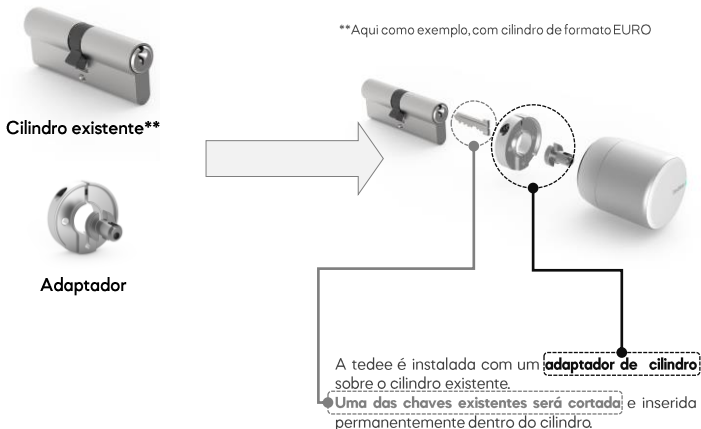 **Aqui como exemplo, com cilindro de formato EURO
Cilindro existente**
Adaptador
A tedee é instalada com um adaptador de cilindro
sobre o cilindro existente.
Uma das chaves existentes será cortada e inserida
permanentemente dentro do cilindro.